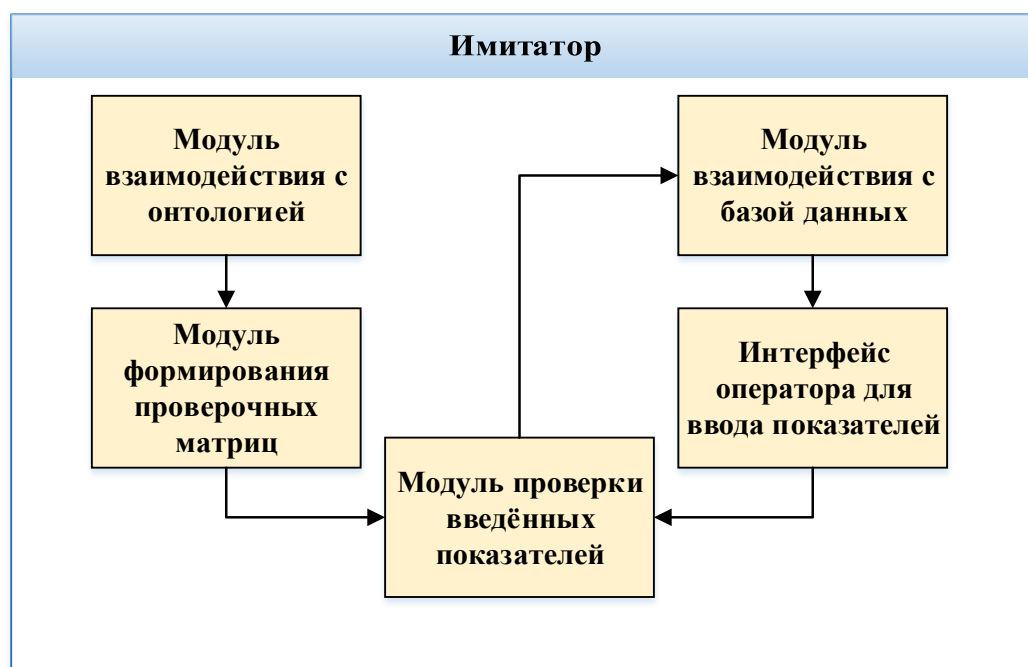 Имитатор
Модуль
взаимодействия с
онтологией
Модуль
формирования
проверочных
матриц
Модуль проверки
введённых
показателей
Модуль
взаимодействия с
базой данных
Интерфейс
оператора для
ввода показателей